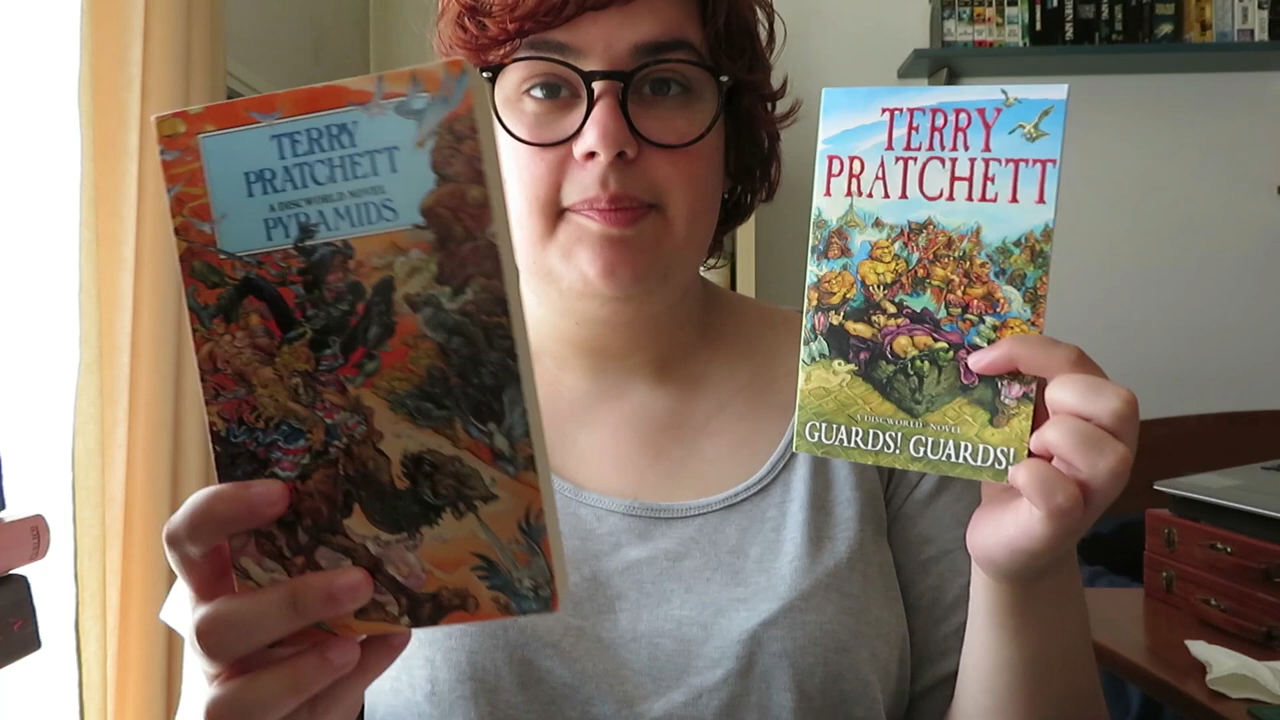 TERRY
PRATCHETT
A DISCWORLD NOVEL
PYRAMIDS
TERRY
PRATCHETT
A DISCWORLD NOVEL
GUARDS! GUARDS!